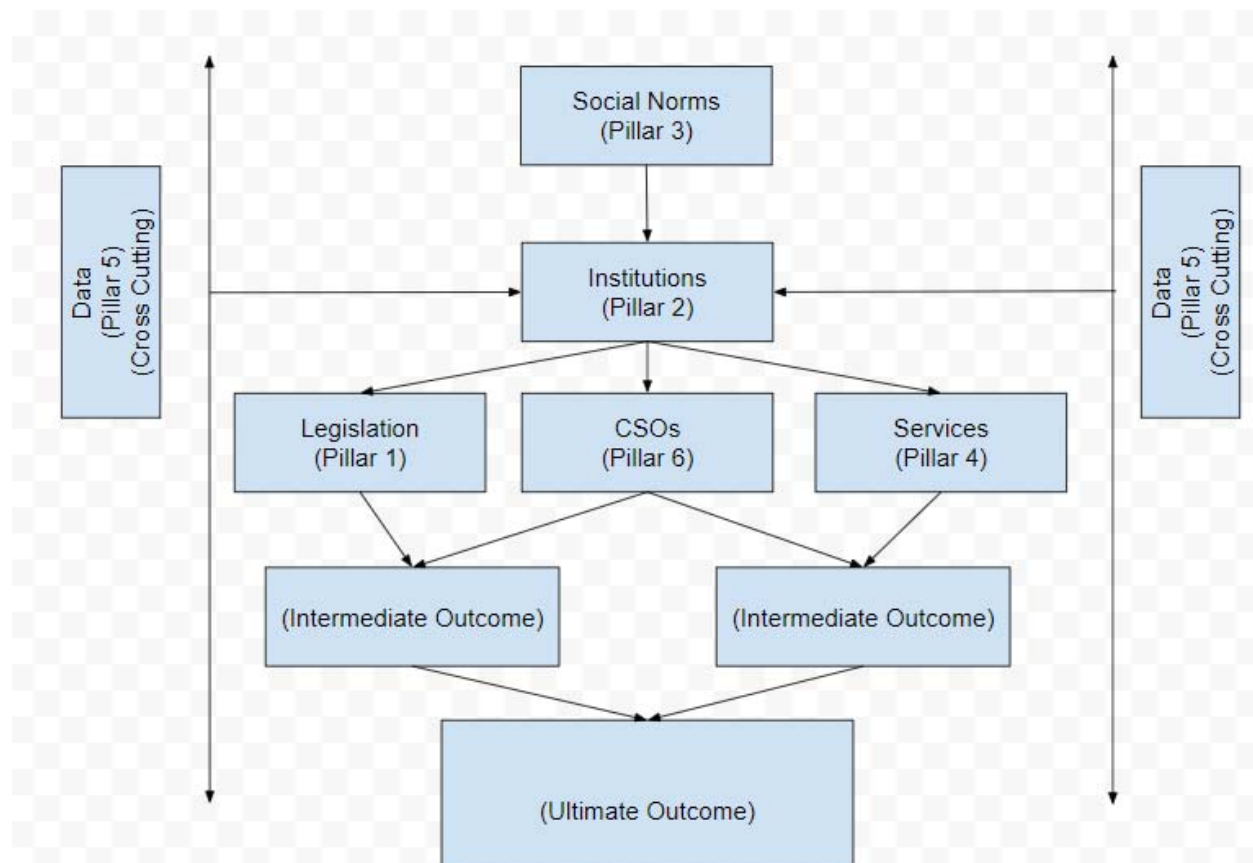 Social Norms
(Pillar 3)
Data
(Pillar 5)
(Cross Cutting)
Institutions
(Pillar 2)
Data
(Pillar 5)
(Cross Cutting)
Legislation
(Pillar 1)
CSOs
(Pillar 6)
Services
(Pillar 4)
(Intermediate Outcome)
(Intermediate Outcome)
(Ultimate Outcome)